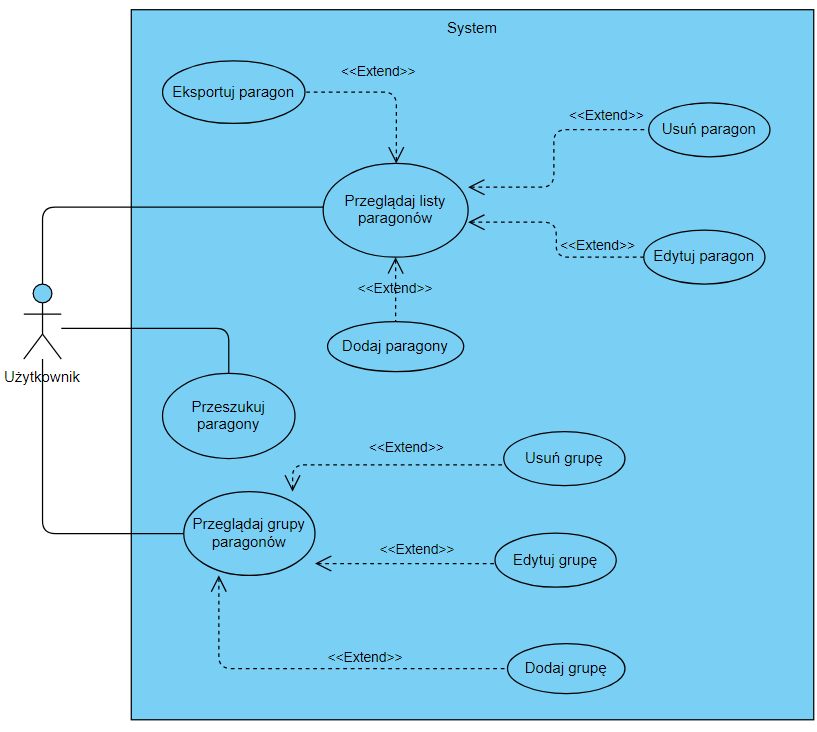 System
<<Extend>>
Eksportuj paragon
<<Extend>>
Usuń paragon
Przeglądaj listy
paragonów
<<Extend>>
Edytuj paragon
<<Extend>>
Dodaj paragony
Użytkownik
Przeszukuj
paragony
<<Extend>>
Usuń grupę
Przeglądaj grupy
paragonów
<<Extend>>
Edytuj grupę
<<Extend>>
Dodaj grupę